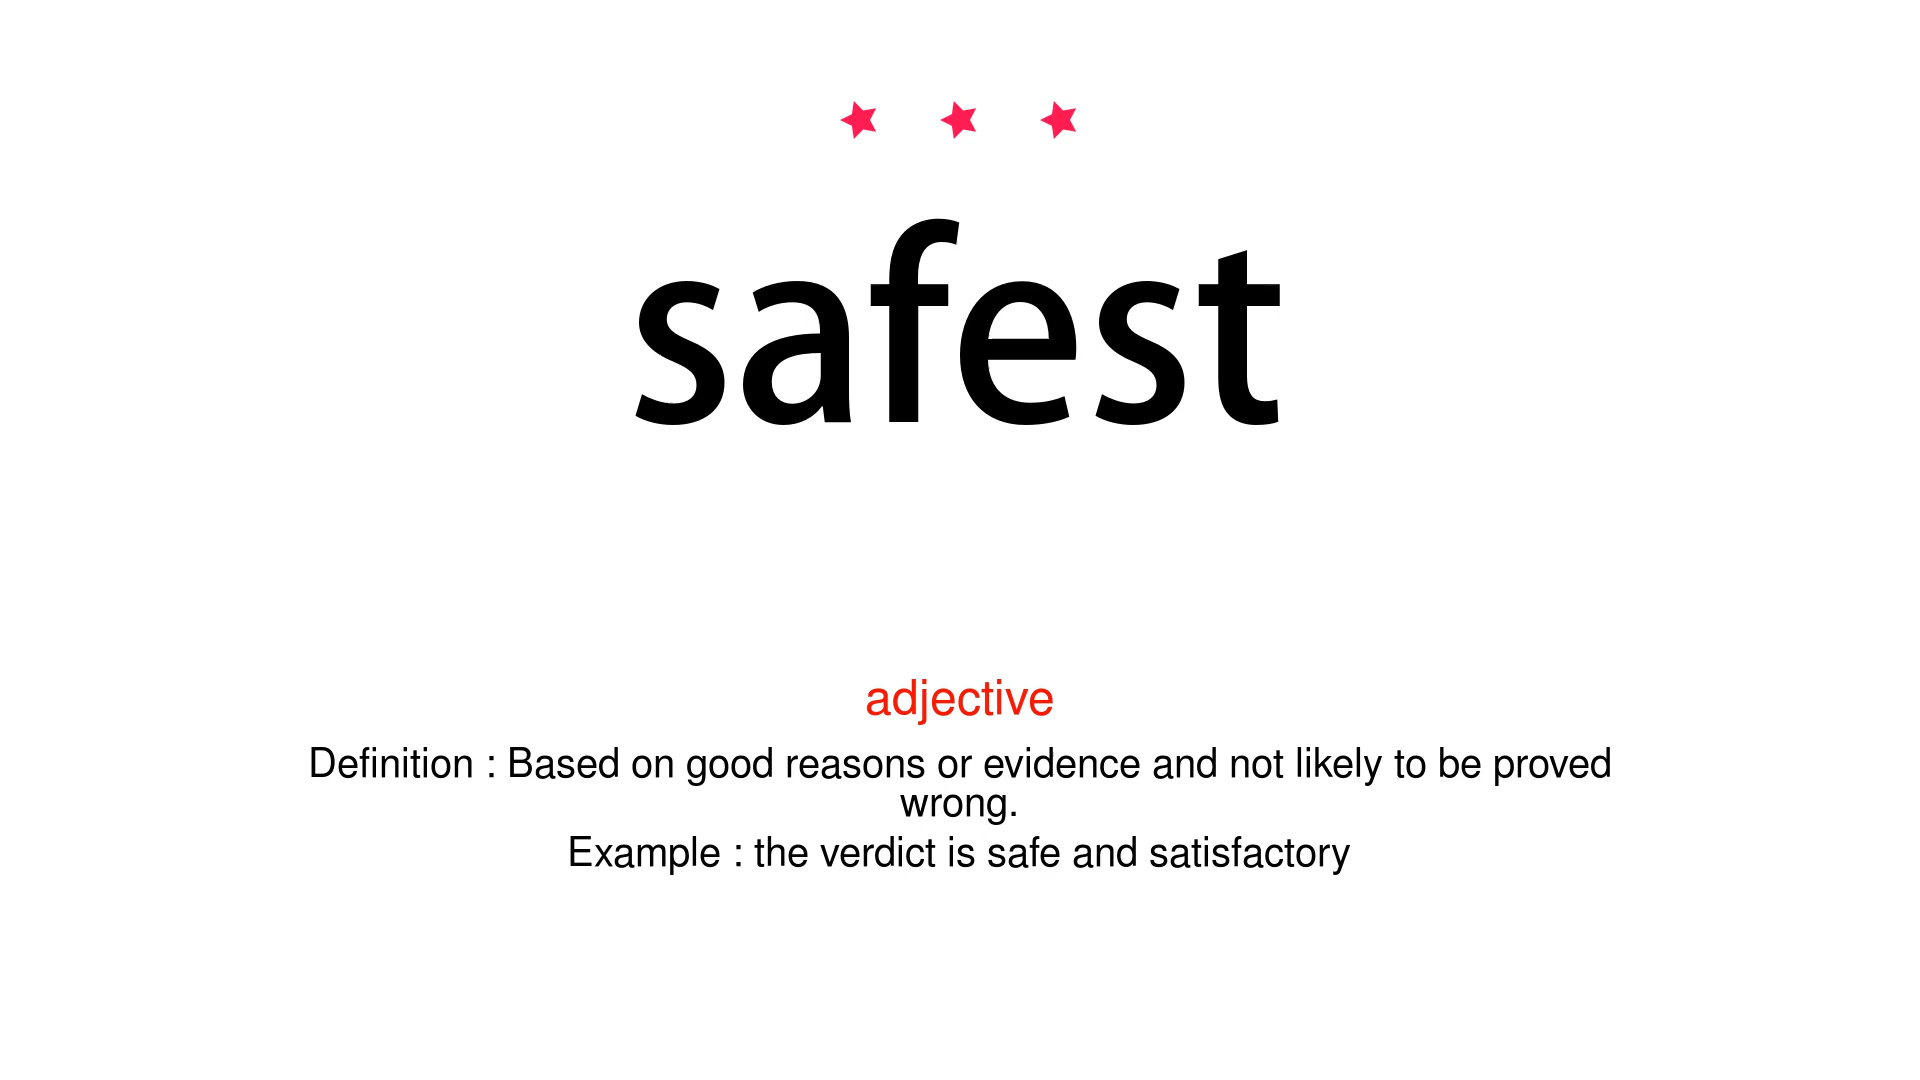 safest
adjective
Definition : Based on good reasons or evidence and not likely to be proved
wrong.
Example : the verdict is safe and satisfactory